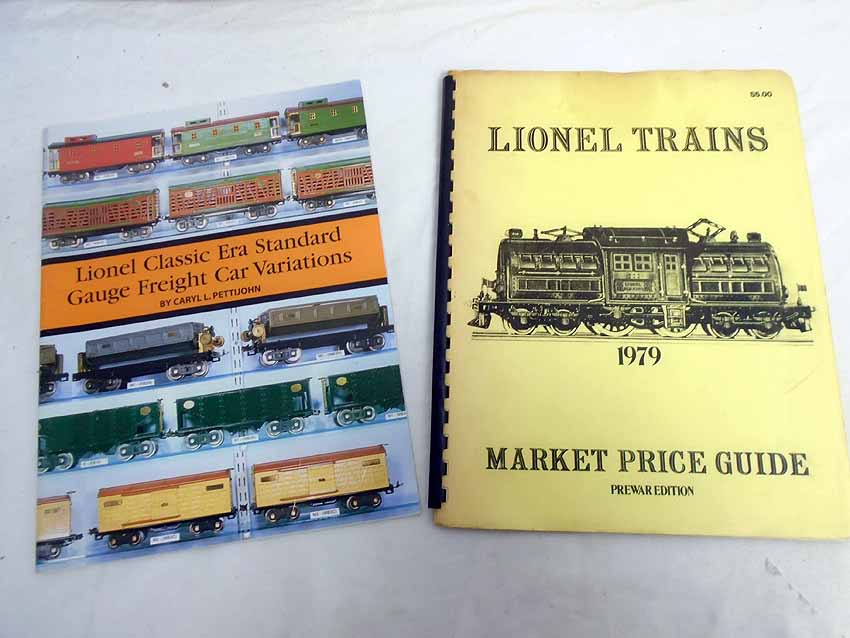 Lionel Classic Era Standard
Gauge Freight Car Variations
BY CARYL L. PETTIJOHN
$5.00
LIONEL TRAINS
1979
MARKET PRICE GUIDE
PREWAR EDITION